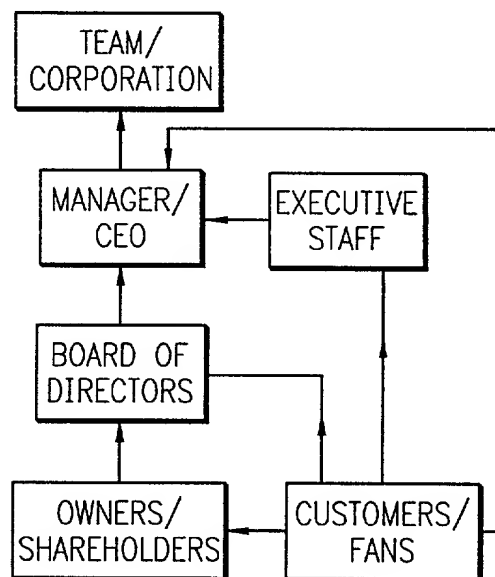 TEAM/
CORPORATION
MANAGER/
CEO
EXECUTIVE
STAFF
BOARD OF
DIRECTORS
OWNERS/
SHAREHOLDERS
CUSTOMERS/
FANS